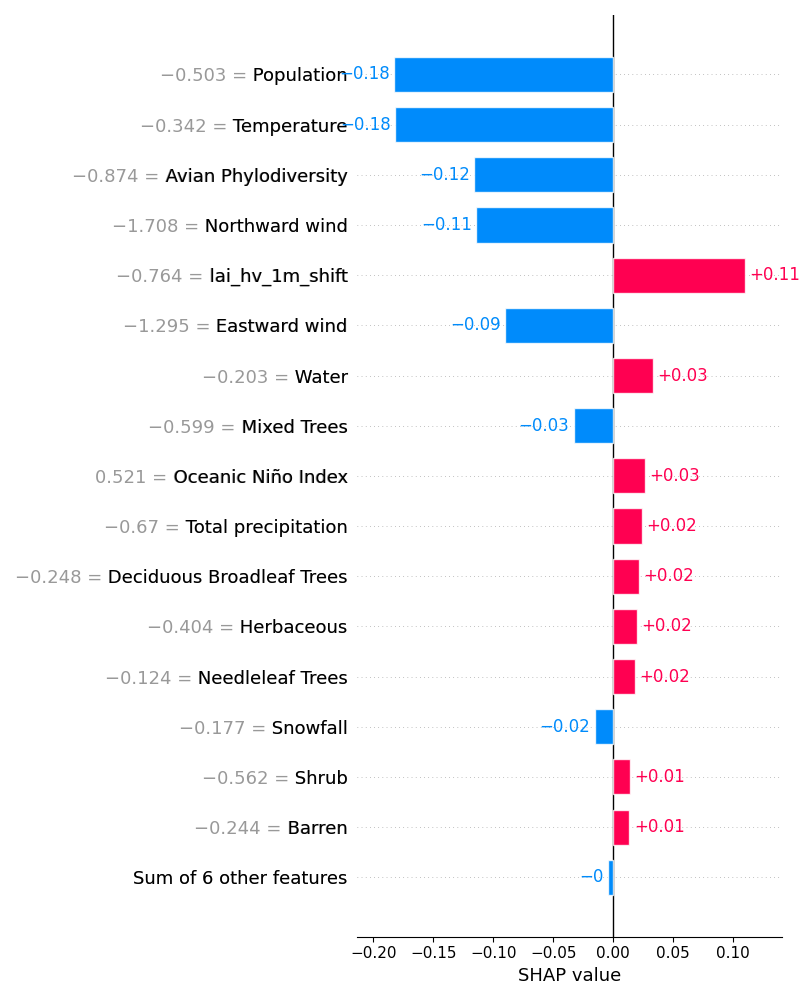 −0.503 = Population −0.18
−0.342 = Temperature −0.18
−0.874 = Avian Phylodiversity −0.12
−1.708 = Northward wind −0.11
−0.764 = lai_hv_1m_shift +0.11
−1.295 = Eastward wind −0.09
−0.203 = Water +0.03
−0.599 = Mixed Trees −0.03
0.521 = Oceanic Niño Index +0.03
−0.67 = Total precipitation +0.02
−0.248 = Deciduous Broadleaf Trees +0.02
−0.404 = Herbaceous +0.02
−0.124 = Needleleaf Trees +0.02
−0.177 = Snowfall −0.02
−0.562 = Shrub +0.01
−0.244 = Barren +0.01
Sum of 6 other features −0
−0.20 −0.15 −0.10 −0.05 0.00 0.05 0.10
SHAP value